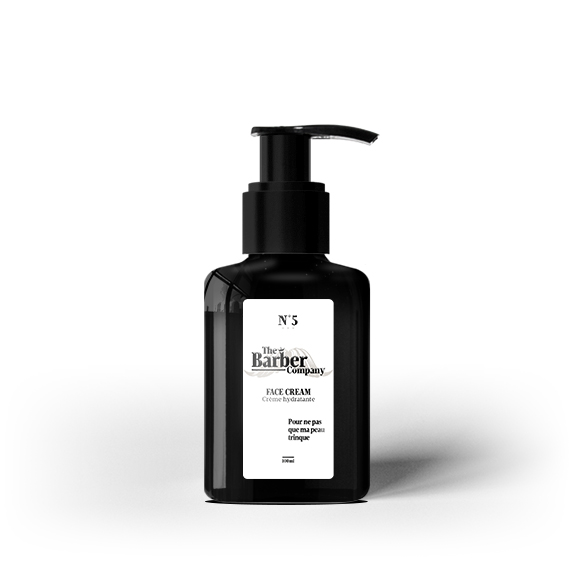 N°5
The
Barber
Company
FACE CREAM
Crème hydratante
Pour ne pas
que ma peau
trinque
100ml